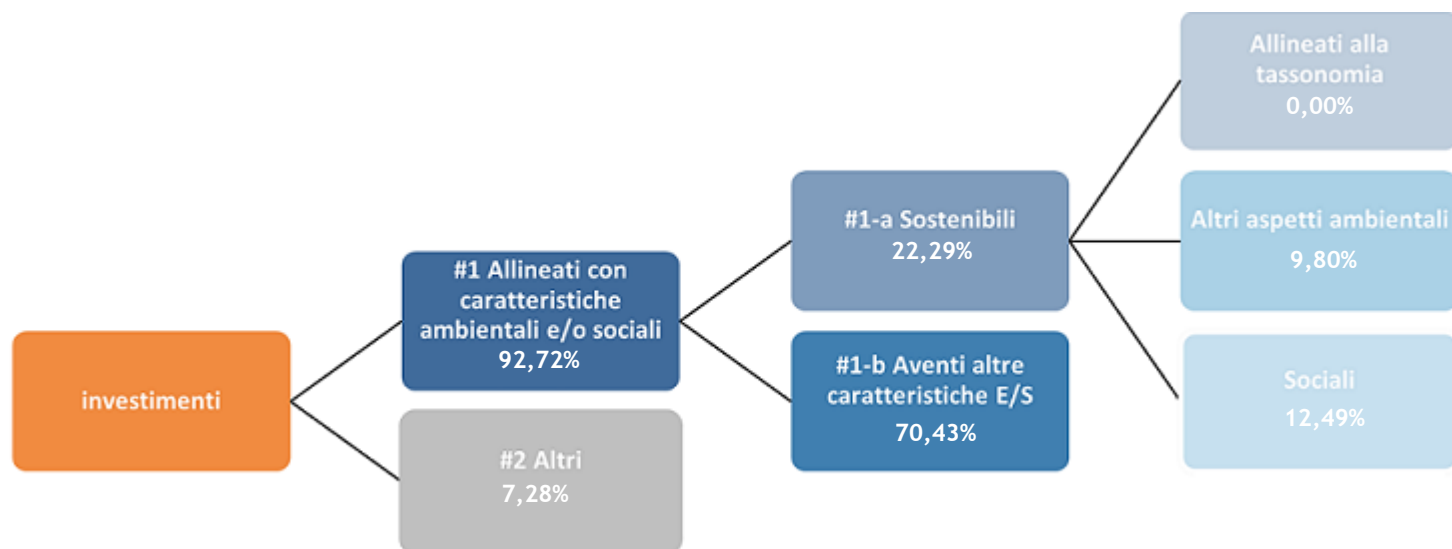 investimenti
#1 Allineati con
caratteristiche
ambientali e/o sociali
92,72%
#2 Altri
7,28%
#1-a Sostenibili
22,29%
#1-b Aventi altre
caratteristiche E/S
70,43%
Allineati alla
tassonomia
0,00%
Altri aspetti ambientali
9,80%
Sociali
12,49%